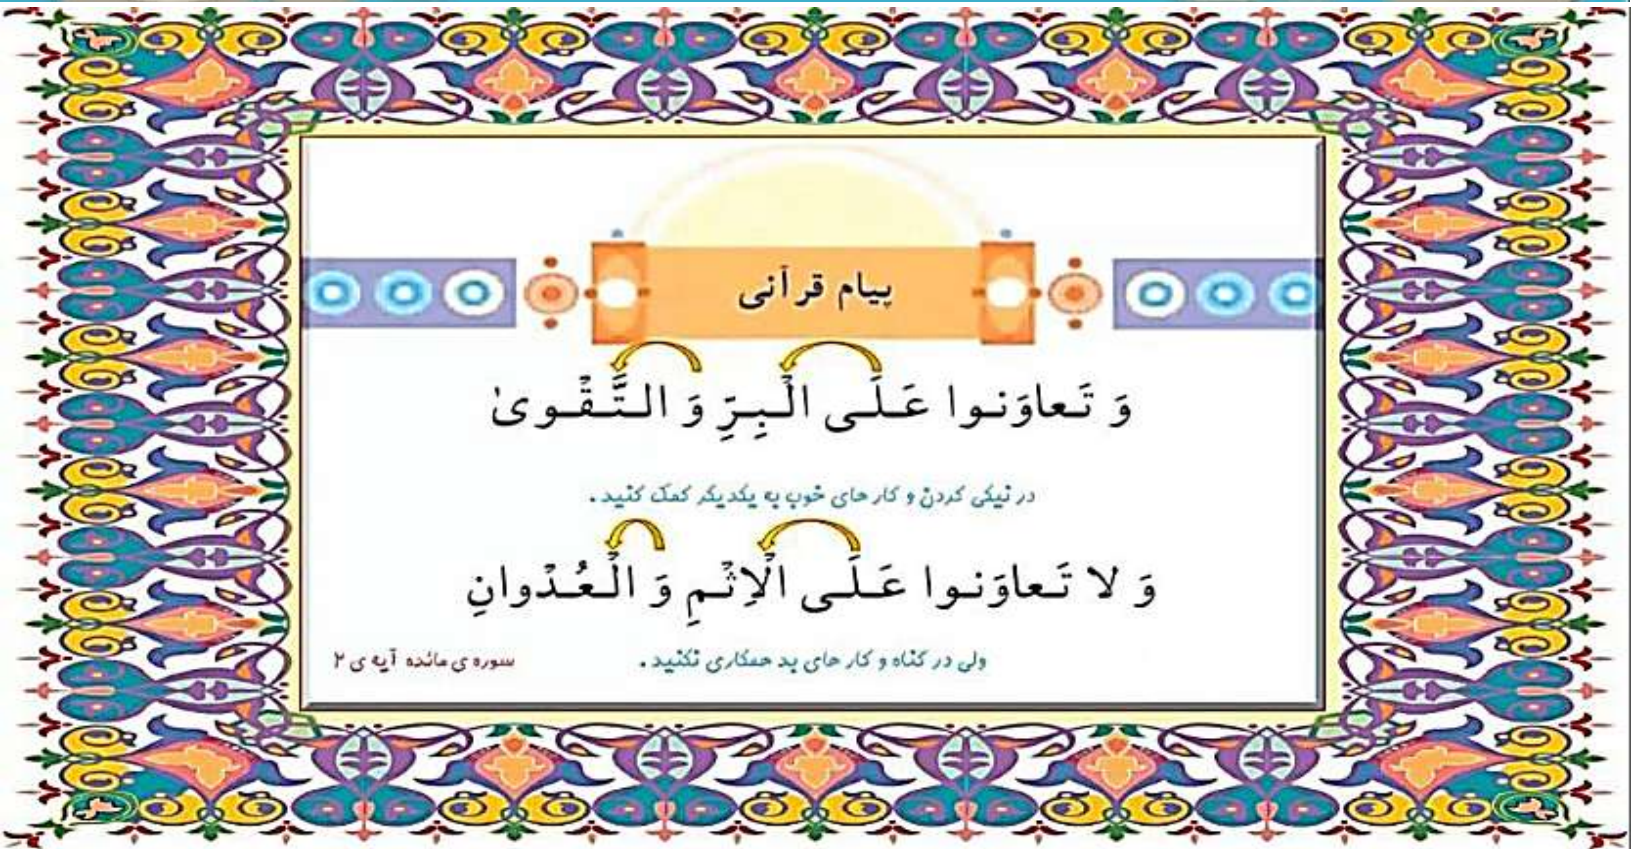 پیام قرآنی
وَ تَعاوَنوا عَلَی الْبِرِّ وَ التَّقْویٰ
در نیکی کردن و کار های خوب به یکدیگر کمک کنید .
وَ لا تَعاوَنوا عَلَی الْاِثْمِ وَ الْعُدْوانِ
ولی در گناه و کار های بد همکاری نکنید .
سوره ی مائده آیه ی ۲